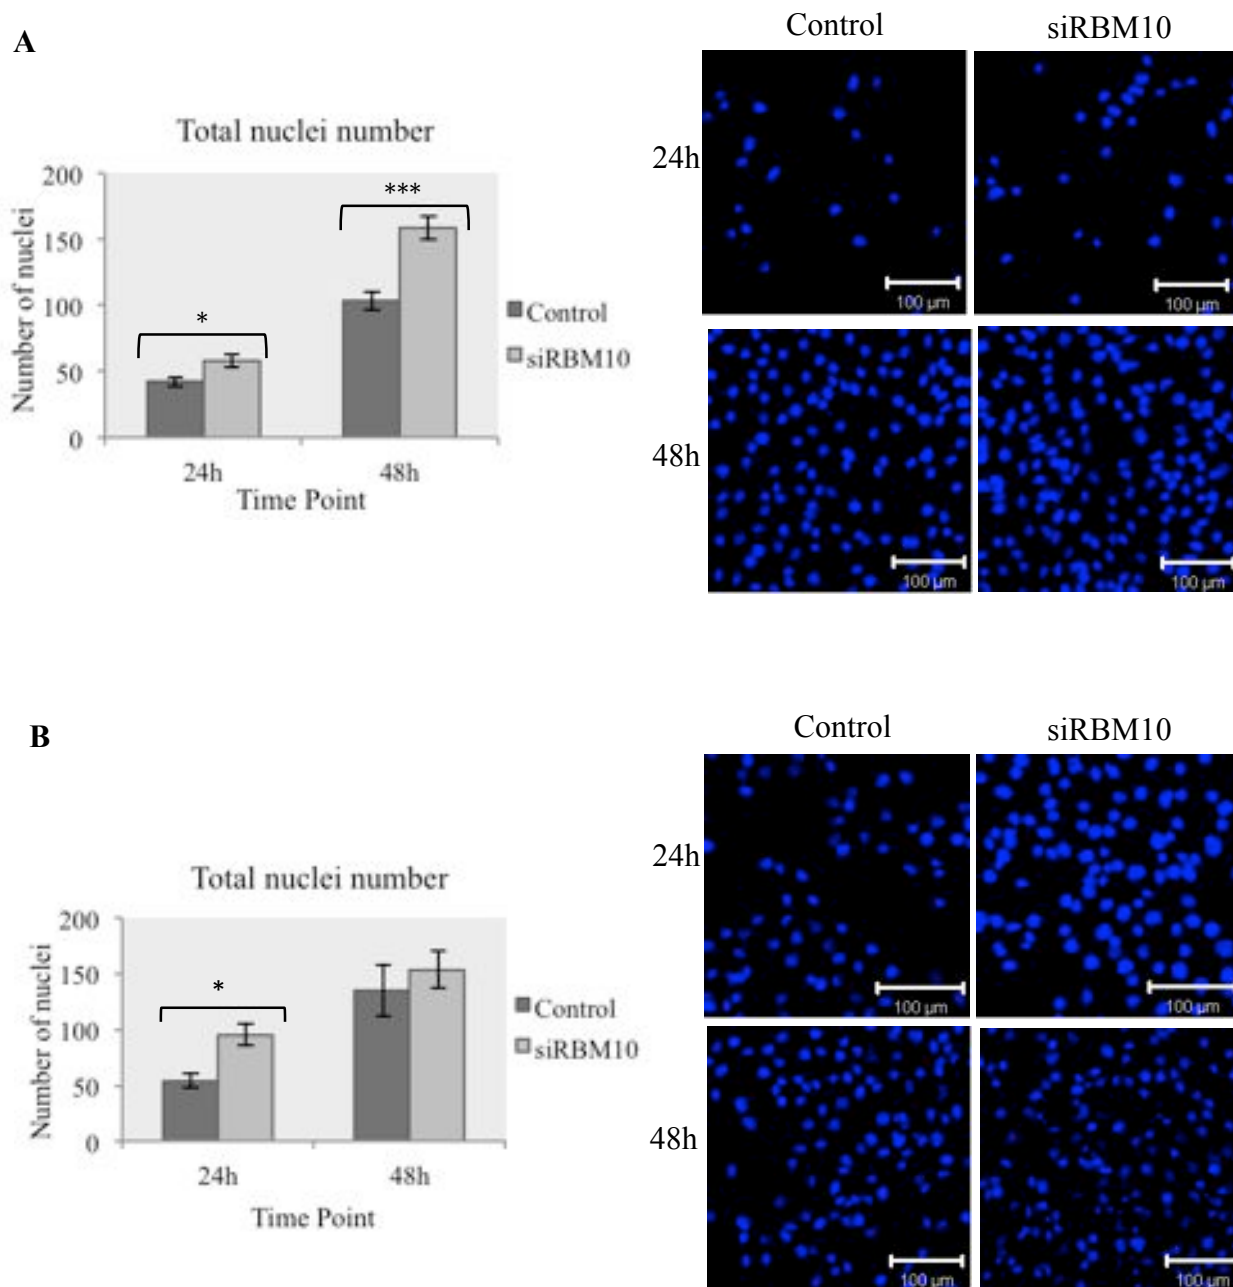 A
Control siRBM10
24h
48h
Total nuclei number
Number of nuclei
200
150
100
50
0
*
***
24h 48h
Time Point
Control
siRBM10
100 µm
100 µm
100 µm
100 µm
B
Control siRBM10
24h
48h
Total nuclei number
Number of nuclei
200
150
100
50
0
*
24h 48h
Time Point
Control
siRBM10
100 µm
100 µm
100 µm
100 µm